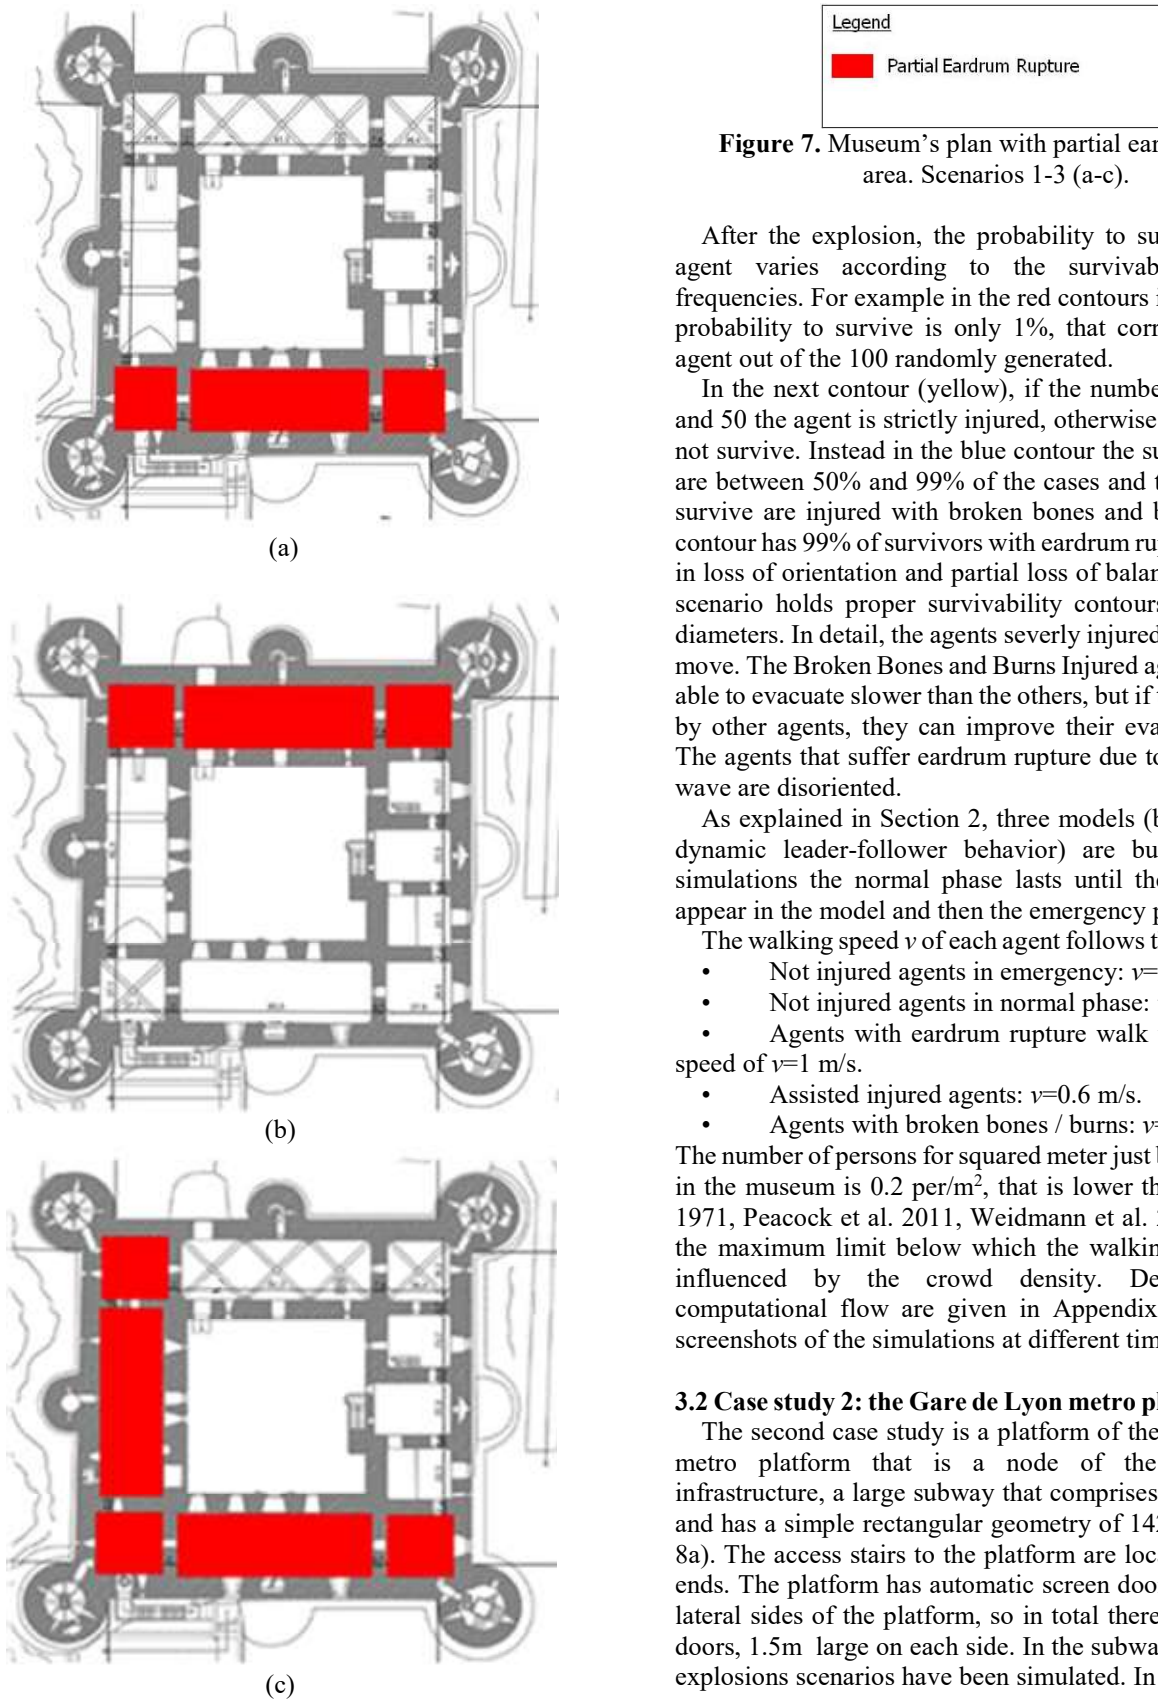 (a)
(b)
(c)
Legend
Partial Eardrum Rupture
Figure 7. Museum's plan with partial ear
area. Scenarios 1-3 (a-c).
After the explosion, the probability to su
agent varies according to the survivab
frequencies. For example in the red contours i
probability to survive is only 1%, that corr
agent out of the 100 randomly generated.
In the next contour (yellow), if the number
and 50 the agent is strictly injured, otherwise
not survive. Instead in the blue contour the su
are between 50% and 99% of the cases and t
survive are injured with broken bones and b
contour has 99% of survivors with eardrum rup
in loss of orientation and partial loss of balan
scenario holds proper survivability contours
diameters. In detail, the agents severly injured
move. The Broken Bones and Burns Injured ag
able to evacuate slower than the others, but if
by other agents, they can improve their eva
The agents that suffer eardrum rupture due to
wave are disoriented.
As explained in Section 2, three models (b
dynamic leader-follower behavior) are bu
simulations the normal phase lasts until the
appear in the model and then the emergency p
The walking speed v of each agent follows t
• Not injured agents in emergency: v=
• Not injured agents in normal phase:
• Agents with eardrum rupture walk
speed of v=1 m/s.
• Assisted injured agents: v=0.6 m/s.
• Agents with broken bones / burns: v=
The number of persons for squared meter just b
in the museum is 0.2 per/m², that is lower th
1971, Peacock et al. 2011, Weidmann et al.
the maximum limit below which the walkin
influenced by the crowd density. De
computational flow are given in Appendix
screenshots of the simulations at different tim
3.2 Case study 2: the Gare de Lyon metro pl
The second case study is a platform of the
metro platform that is a node of the
infrastructure, a large subway that comprises
and has a simple rectangular geometry of 142
8a). The access stairs to the platform are loca
ends. The platform has automatic screen door
lateral sides of the platform, so in total there
doors, 1.5m large on each side. In the subwa
explosions scenarios have been simulated. In